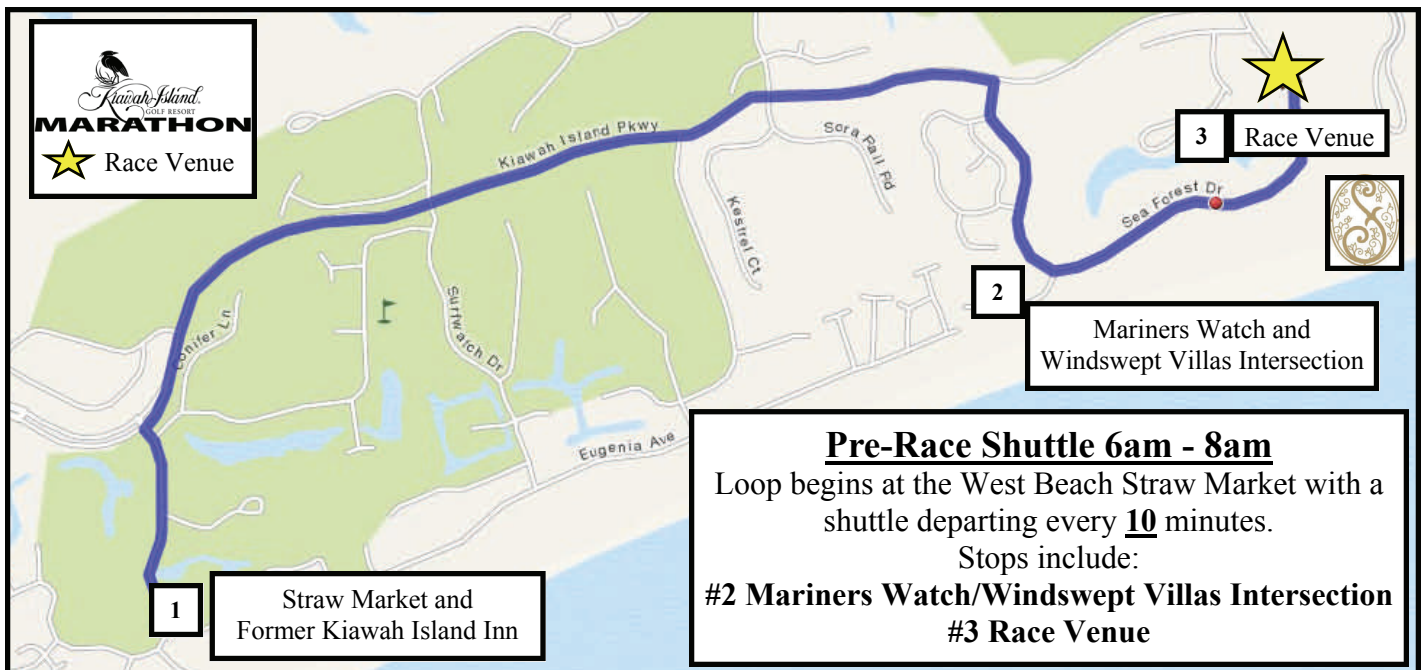 Kiawah Island
GOLF RESORT
MARATHON
Race Venue
Kiawah Island Pkwy
Sora Rail Rd
Kestrel Ct
Sea Forest Dr
3
Race Venue
2
Mariners Watch and
Windswept Villas Intersection
Conifer Ln
Surfwatch Dr
Eugenia Ave
1
Straw Market and
Former Kiawah Island Inn
Pre-Race Shuttle 6am - 8am
Loop begins at the West Beach Straw Market with a
shuttle departing every 10 minutes.
Stops include:
#2 Mariners Watch/Windswept Villas Intersection
#3 Race Venue